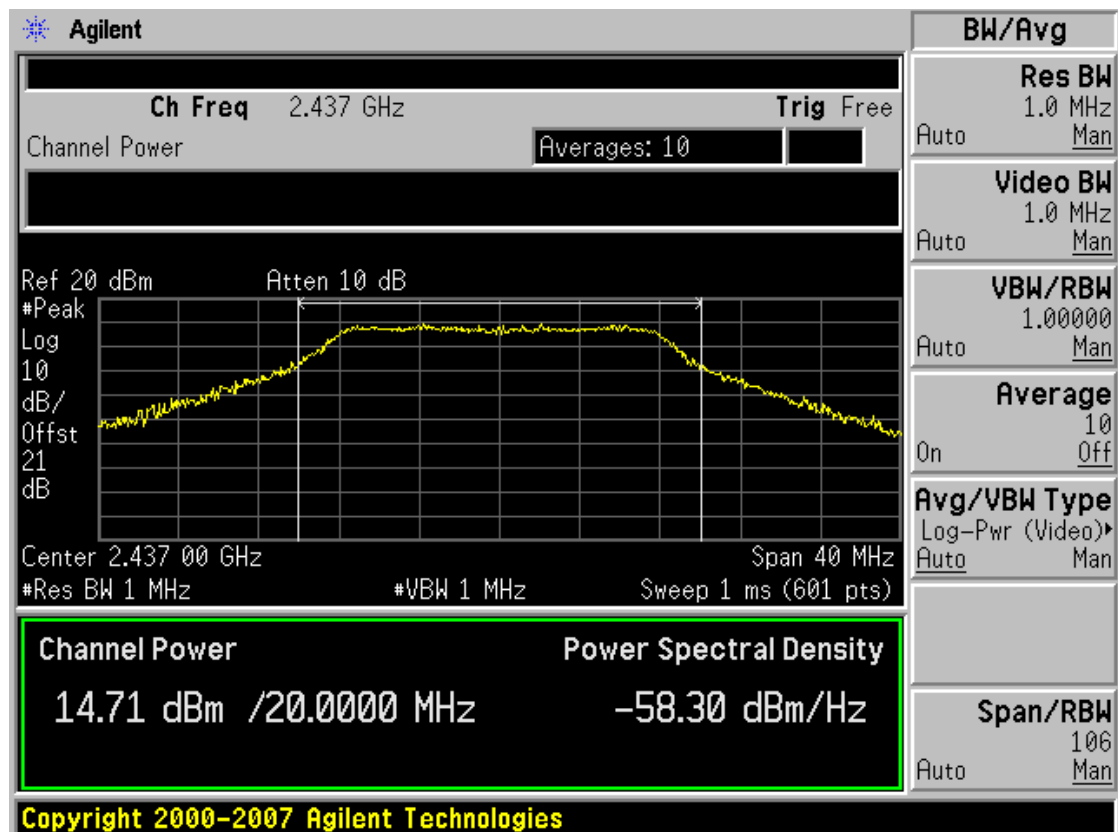 Agilent
Ch Freq 2.437 GHz Trig Free
Channel Power Averages: 10
Ref 20 dBm Atten 10 dB
#Peak
Log
10
dB/
Offst
21
dB
Center 2.437 00 GHz Span 40 MHz
#Res BW 1 MHz #VBW 1 MHz Sweep 1 ms (601 pts)
Channel Power Power Spectral Density
14.71 dBm /20.0000 MHz -58.30 dBm/Hz
BW/Avg
Res BW
1.0 MHz
Auto Man
Video BW
1.0 MHz
Auto Man
VBW/RBW
1.00000
Auto Man
Average
10
On Off
Avg/VBW Type
Log-Pwr (Video)
Auto Man
Span/RBW
106
Auto Man
Copyright 2000-2007 Agilent Technologies